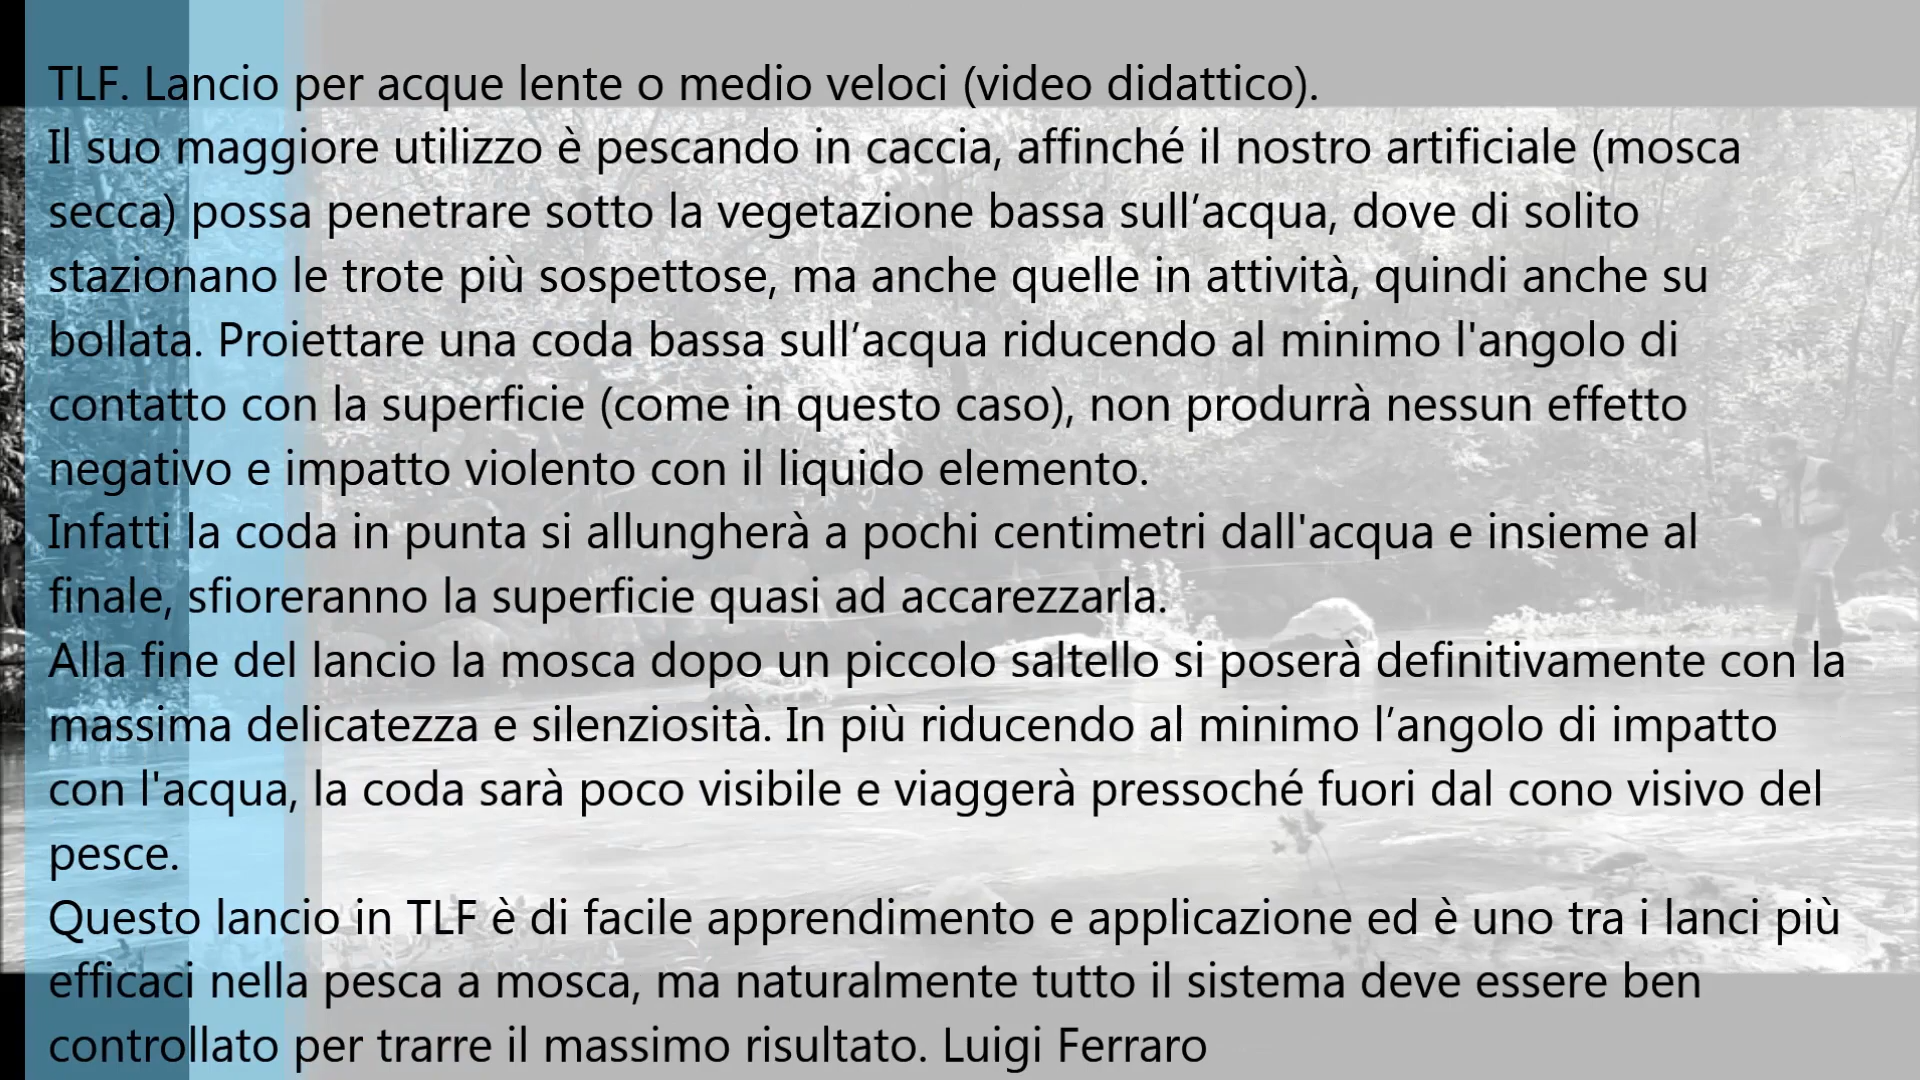 TLF. Lancio per acque lente o medio veloci (video didattico).
Il suo maggiore utilizzo è pescando in caccia, affinché il nostro artificiale (mosca
secca) possa penetrare sotto la vegetazione bassa sull’acqua, dove di solito
stazionano le trote più sospettose, ma anche quelle in attività, quindi anche su
bollata. Proiettare una coda bassa sull’acqua riducendo al minimo l'angolo di
contatto con la superficie (come in questo caso), non produrrà nessun effetto
negativo e impatto violento con il liquido elemento.
Infatti la coda in punta si allungherà a pochi centimetri dall'acqua e insieme al
finale, sfioreranno la superficie quasi ad accarezzarla.
Alla fine del lancio la mosca dopo un piccolo saltello si poserà definitivamente con la
massima delicatezza e silenziosità. In più riducendo al minimo l’angolo di impatto
con l'acqua, la coda sarà poco visibile e viaggerà pressoché fuori dal cono visivo del
pesce.
Questo lancio in TLF è di facile apprendimento e applicazione ed è uno tra i lanci più
efficaci nella pesca a mosca, ma naturalmente tutto il sistema deve essere ben
controllato per trarre il massimo risultato. Luigi Ferraro